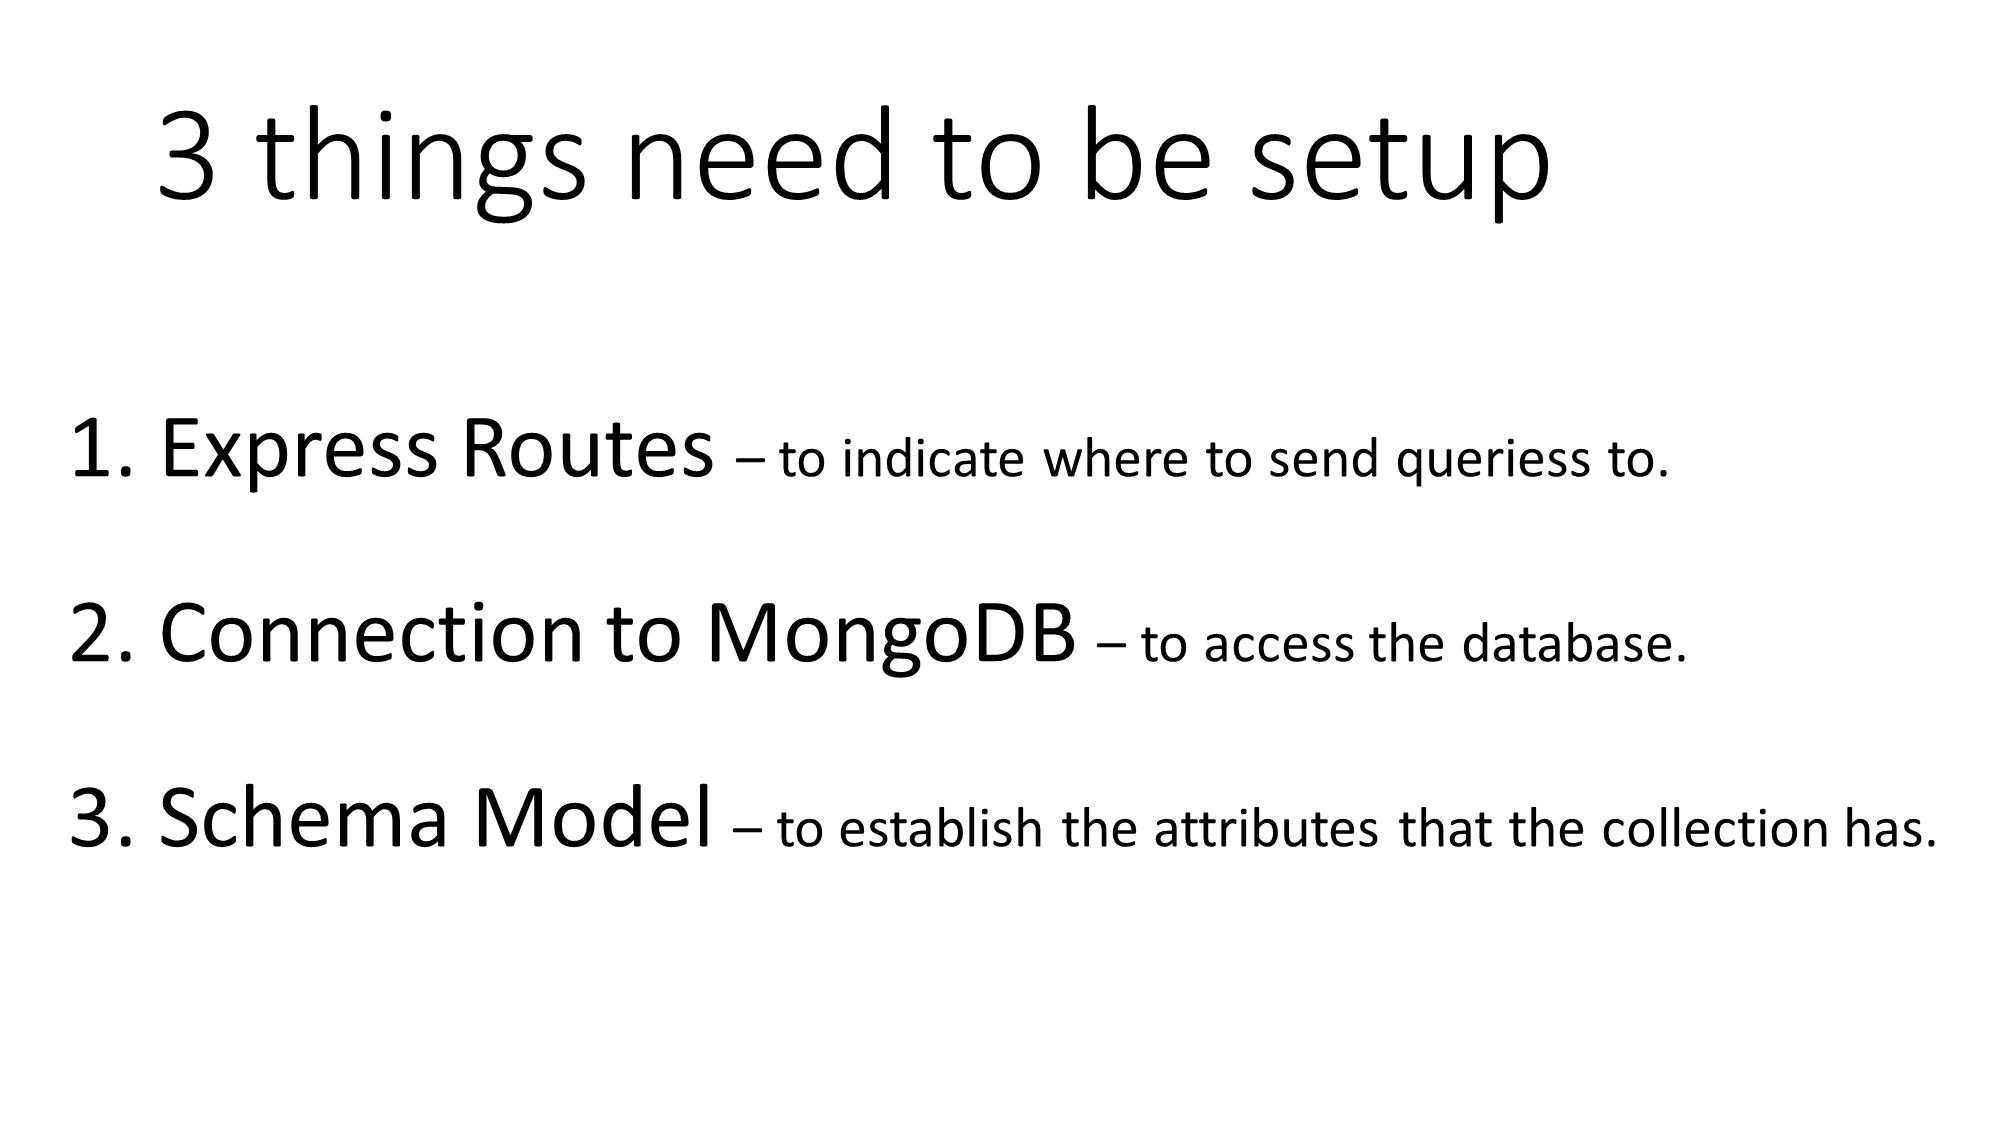 3 things need to be setup
1. Express Routes – to indicate where to send queriess to.
2. Connection to MongoDB – to access the database.
3. Schema Model – to establish the attributes that the collection has.